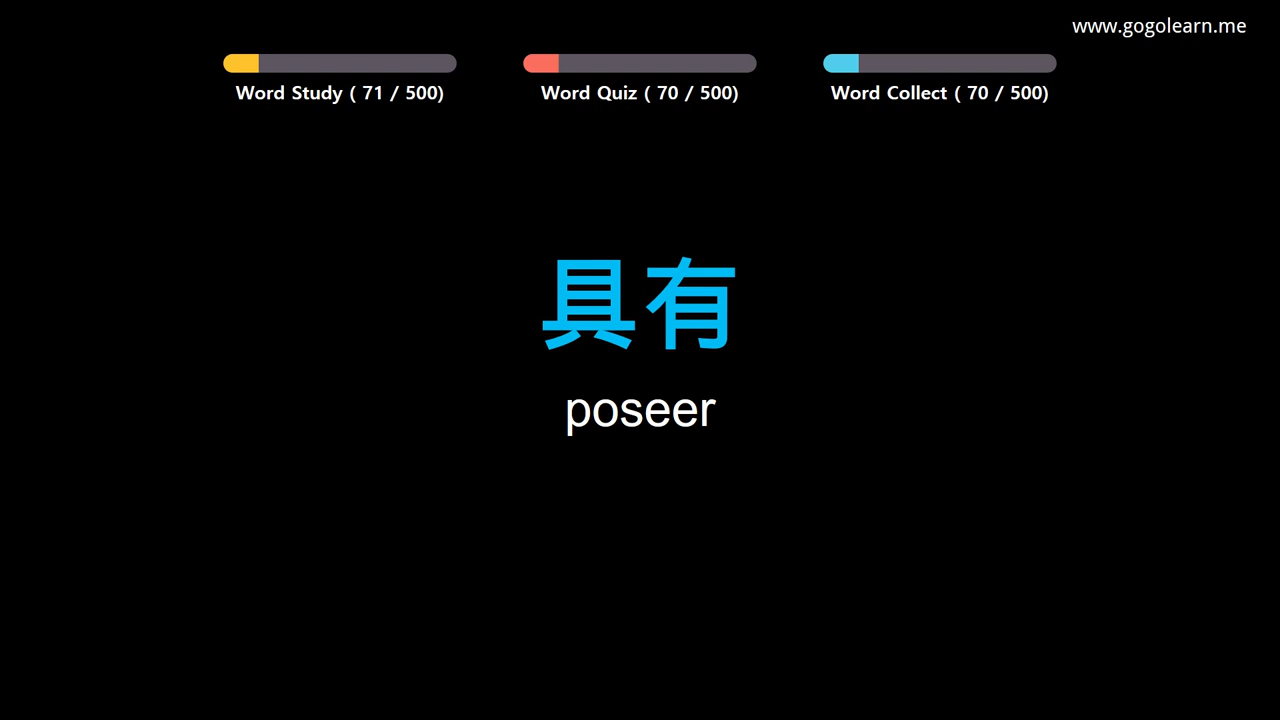 www.gogolearn.me
Word Study ( 71 / 500)
Word Quiz ( 70 / 500)
Word Collect ( 70 / 500)
具有
poseer